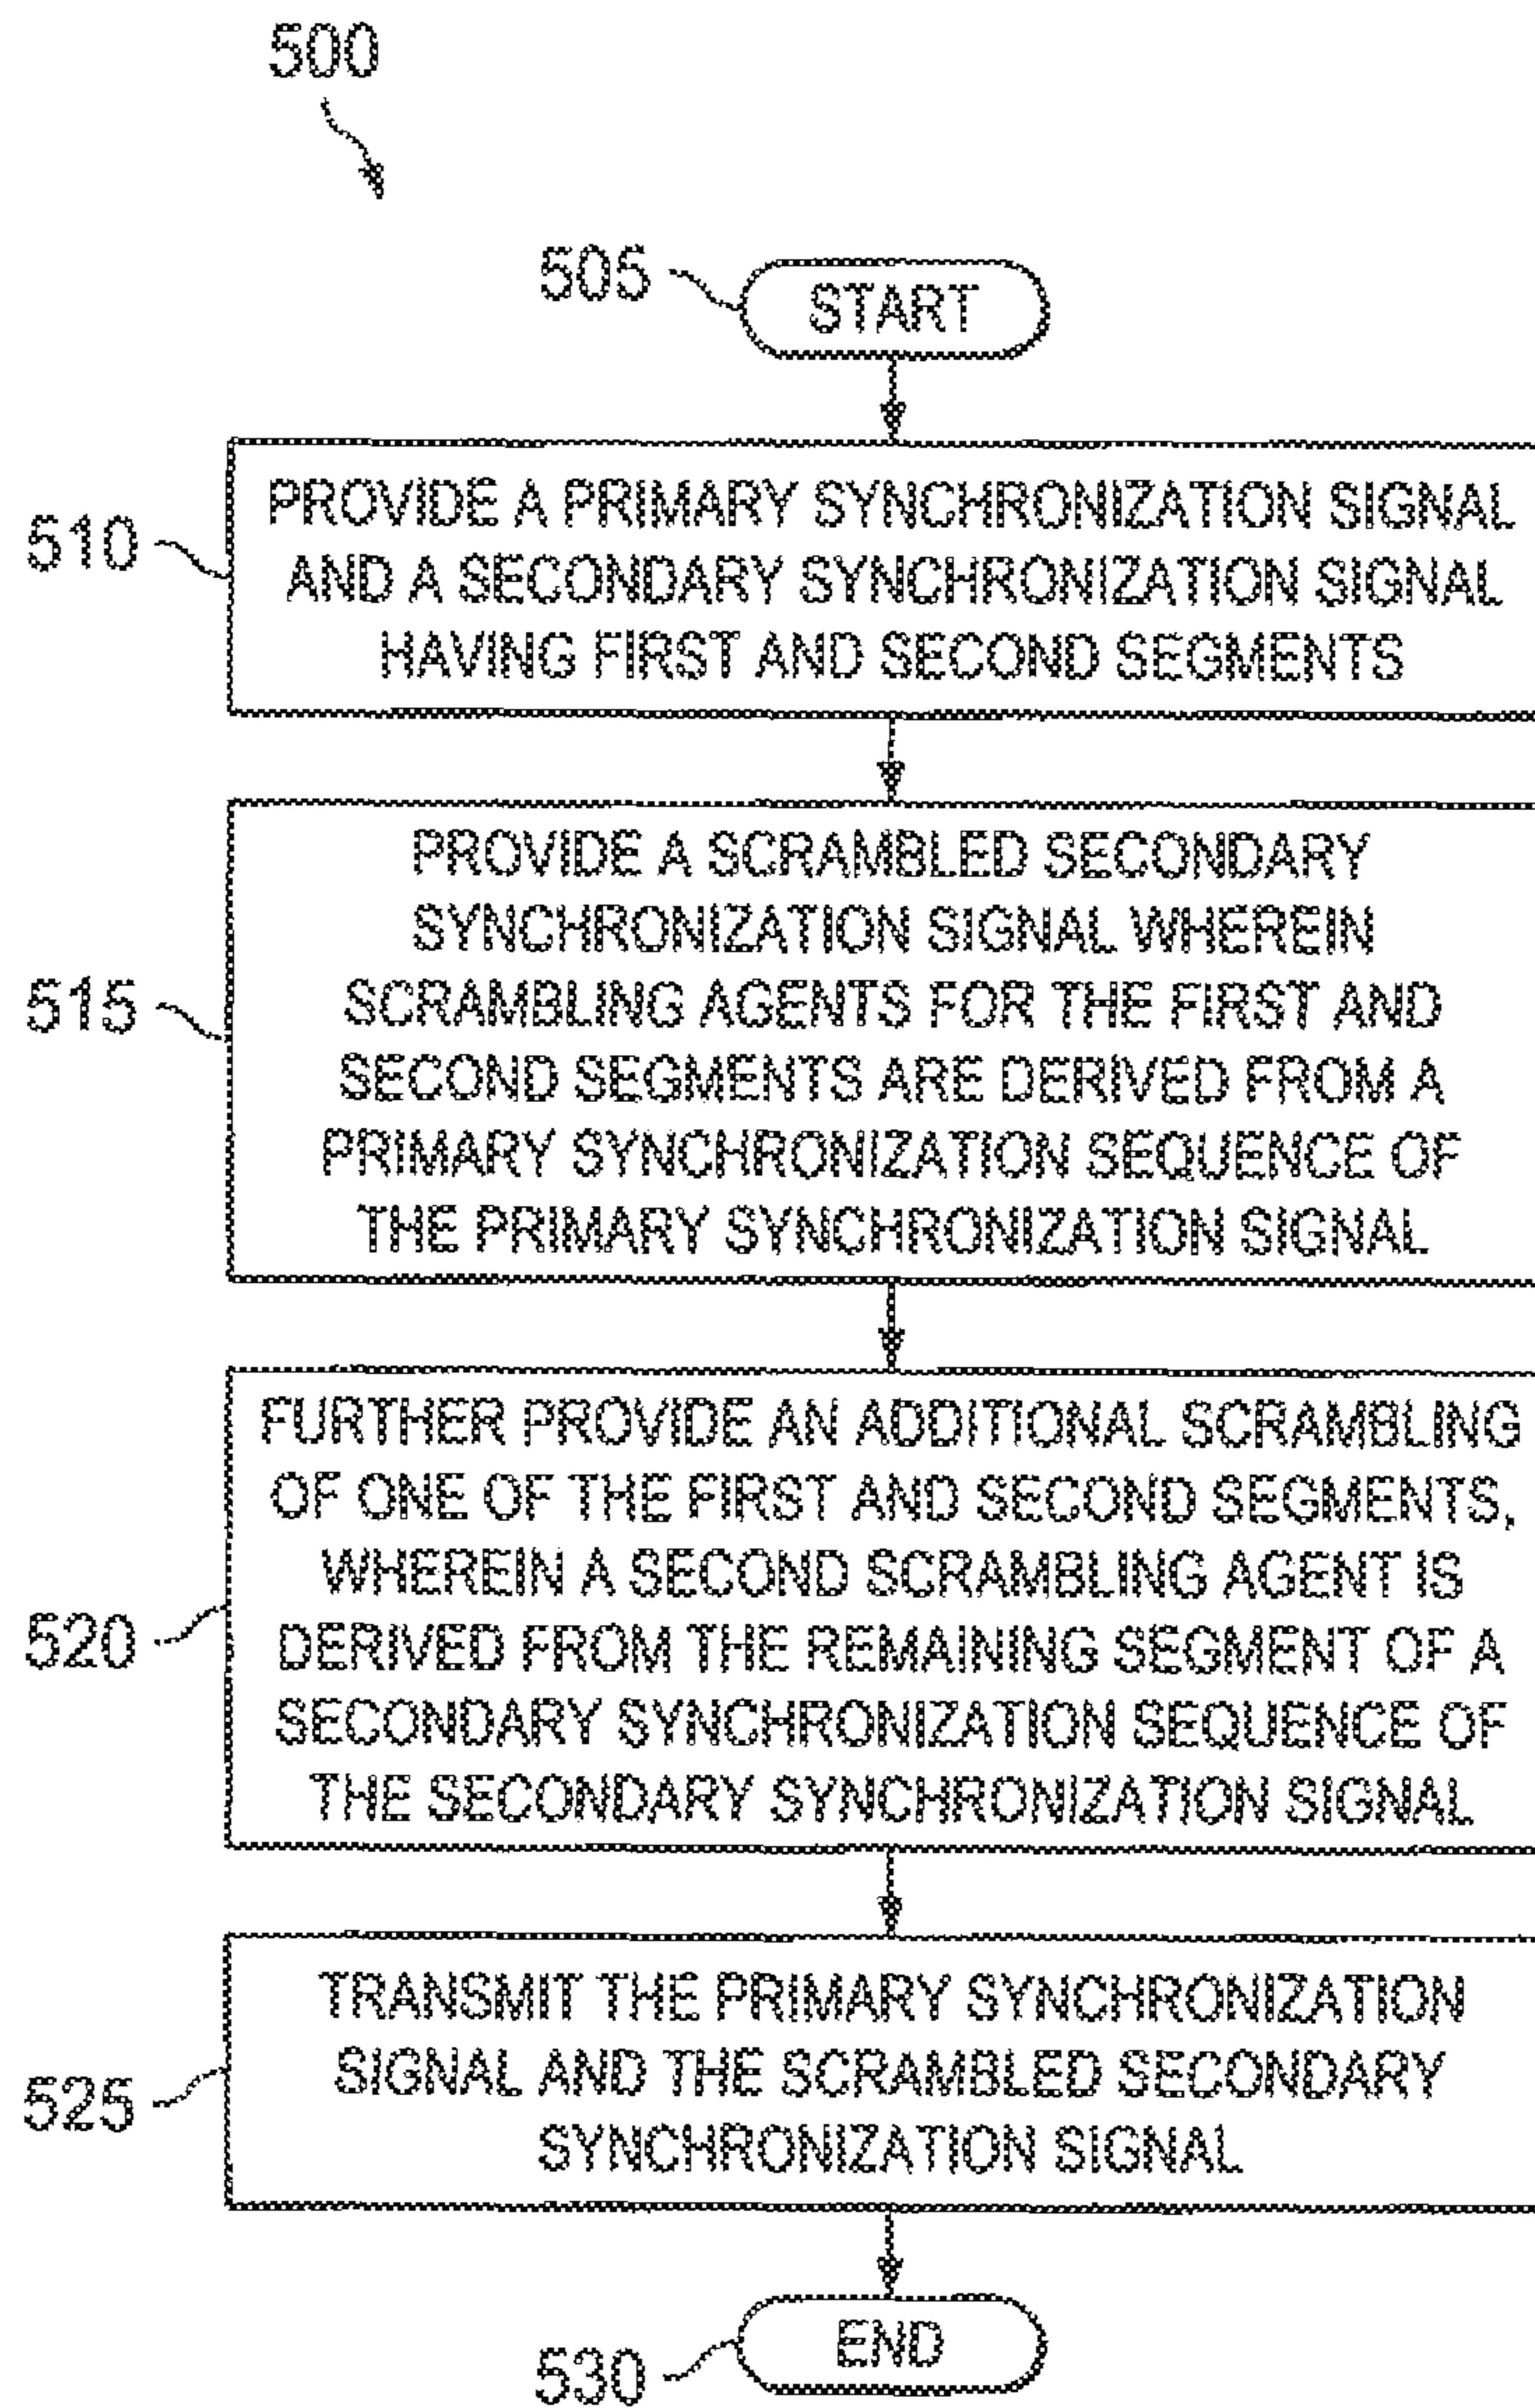 500
505
START
510
PROVIDE A PRIMARY SYNCHRONIZATION SIGNAL
AND A SECONDARY SYNCHRONIZATION SIGNAL
HAVING FIRST AND SECOND SEGMENTS
515
PROVIDE A SCRAMBLED SECONDARY
SYNCHRONIZATION SIGNAL WHEREIN
SCRAMBLING AGENTS FOR THE FIRST AND
SECOND SEGMENTS ARE DERIVED FROM A
PRIMARY SYNCHRONIZATION SEQUENCE OF
THE PRIMARY SYNCHRONIZATION SIGNAL
520
FURTHER PROVIDE AN ADDITIONAL SCRAMBLING
OF ONE OF THE FIRST AND SECOND SEGMENTS,
WHEREIN A SECOND SCRAMBLING AGENT IS
DERIVED FROM THE REMAINING SEGMENT OF A
SECONDARY SYNCHRONIZATION SEQUENCE OF
THE SECONDARY SYNCHRONIZATION SIGNAL
525
TRANSMIT THE PRIMARY SYNCHRONIZATION
SIGNAL AND THE SCRAMBLED SECONDARY
SYNCHRONIZATION SIGNAL
530
END